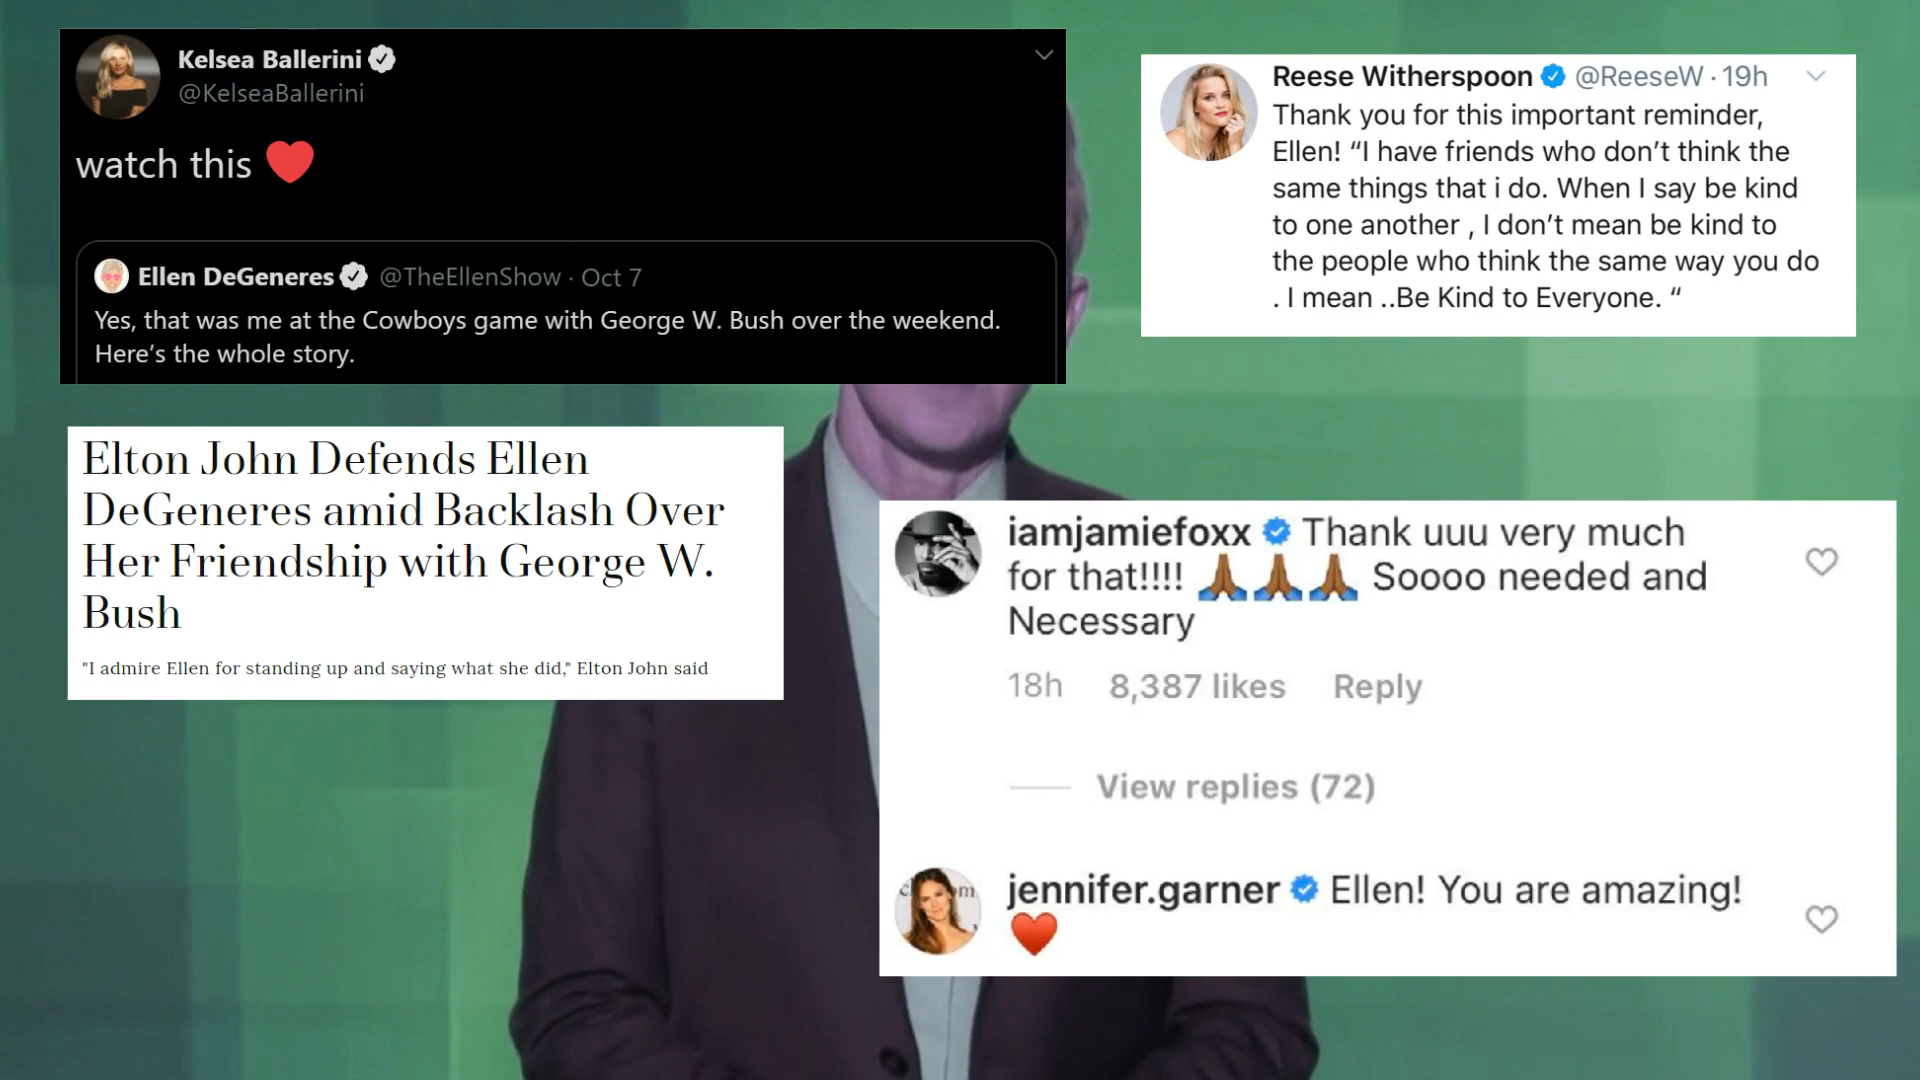 Kelsea Ballerini
@KelseaBallerini
watch this ❤️
Ellen DeGeneres @TheEllenShow · Oct 7
Yes, that was me at the Cowboys game with George W. Bush over the weekend.
Here’s the whole story.
Reese Witherspoon @ReeseW · 19h
Thank you for this important reminder,
Ellen! “I have friends who don’t think the
same things that i do. When I say be kind
to one another , I don’t mean be kind to
the people who think the same way you do
. I mean ..Be Kind to Everyone. “
Elton John Defends Ellen
DeGeneres amid Backlash Over
Her Friendship with George W.
Bush
"I admire Ellen for standing up and saying what she did," Elton John said
iamjamiefoxx Thank uuu very much
for that!!!! 🙏🏾🙏🏾🙏🏾 Soooo needed and
Necessary
18h 8,387 likes Reply
View replies (72)
jennifer.garner Ellen! You are amazing!
❤️